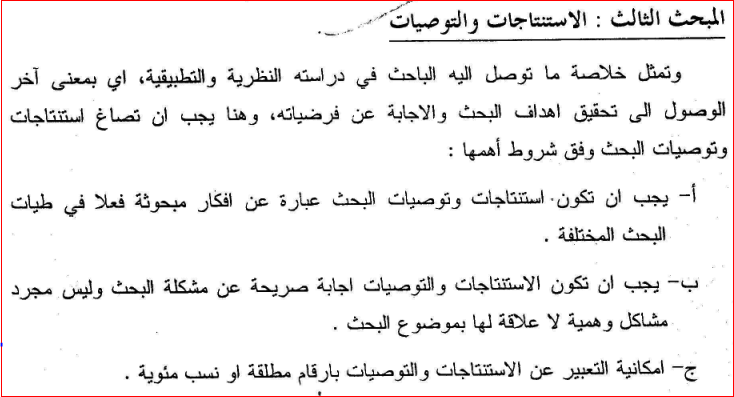 المبحث الثالث : الاستنتاجات والتوصيات
وتمثل خلاصة ما توصل اليه الباحث في دراسته النظرية والتطبيقية، اي بمعنى آخر
الوصول الى تحقيق اهداف البحث والاجابة عن فرضياته، وهنا يجب ان تصاغ استنتاجات
وتوصيات البحث وفق شروط أهمها :
أ- يجب ان تكون استنتاجات وتوصيات البحث عبارة عن افكار مبحوثة فعلا في طيات
البحث المختلفة .
ب- يجب ان تكون الاستنتاجات والتوصيات اجابة صريحة عن مشكلة البحث وليس مجرد
مشاكل وهمية لا علاقة لها بموضوع البحث .
ج- امكانية التعبير عن الاستنتاجات والتوصيات بارقام مطلقة او نسب مئوية .